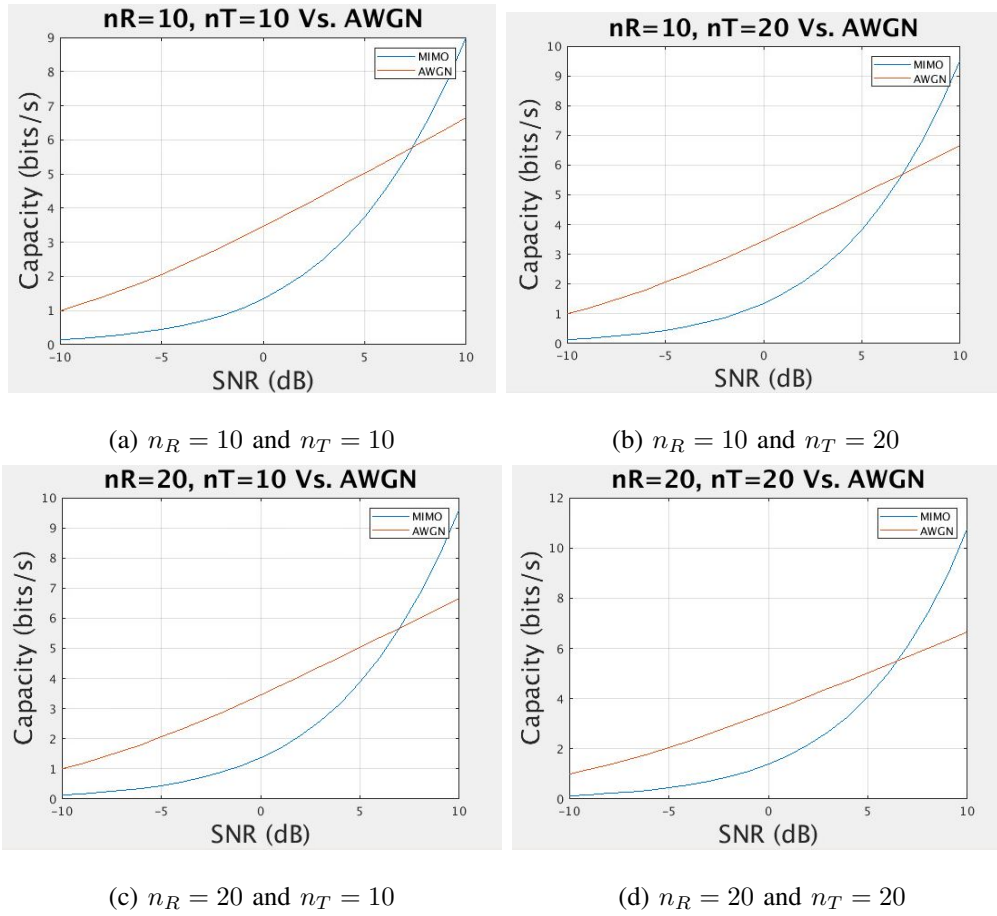 nR=10, nT=10 Vs. AWGN
Capacity (bits/s)
9
8
7
6
5
4
3
2
1
0
-10
-5
0
5
10
SNR (dB)
MIMO
AWGN
nR=10, nT=20 Vs. AWGN
Capacity (bits/s)
10
9
8
7
6
5
4
3
2
1
0
-10
-5
0
5
10
SNR (dB)
MIMO
AWGN
(a) n_R = 10 and n_T = 10
(b) n_R = 10 and n_T = 20
nR=20, nT=10 Vs. AWGN
Capacity (bits/s)
10
9
8
7
6
5
4
3
2
1
0
-10
-5
0
5
10
SNR (dB)
MIMO
AWGN
nR=20, nT=20 Vs. AWGN
Capacity (bits/s)
12
10
8
6
4
2
0
-10
-5
0
5
10
SNR (dB)
MIMO
AWGN
(c) n_R = 20 and n_T = 10
(d) n_R = 20 and n_T = 20